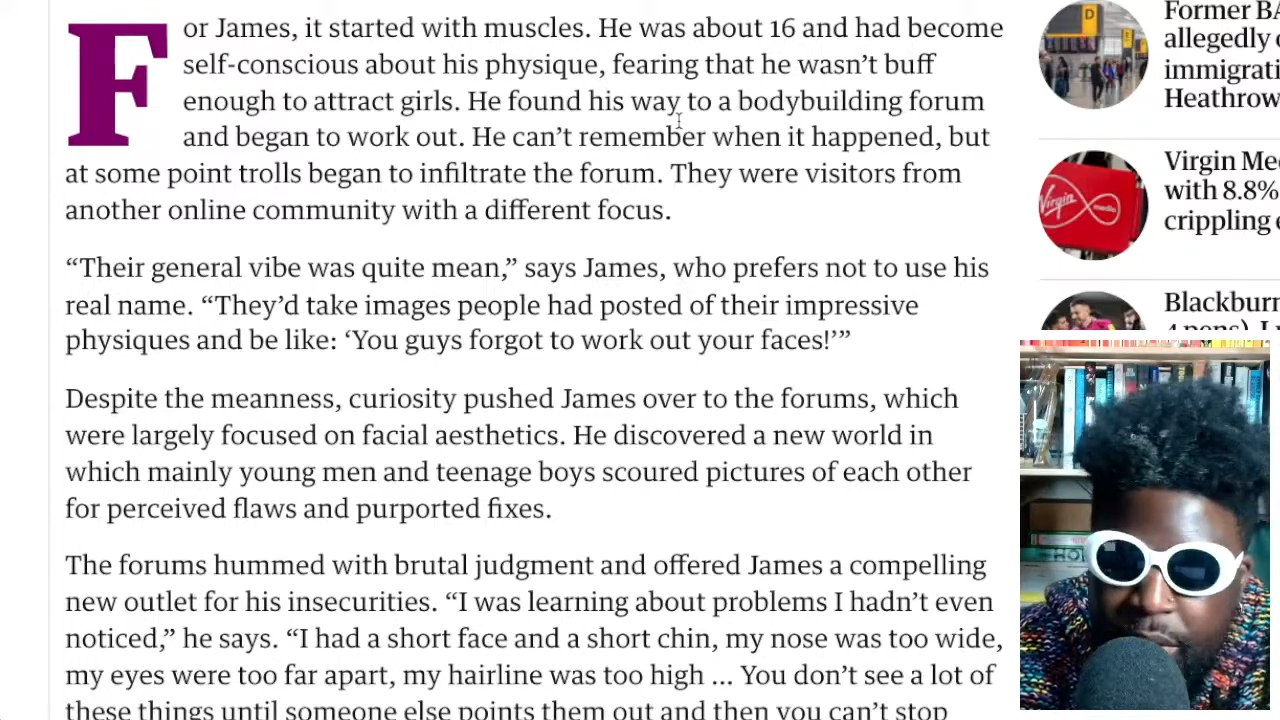 For James, it started with muscles. He was about 16 and had become
self-conscious about his physique, fearing that he wasn’t buff
enough to attract girls. He found his way to a bodybuilding forum
and began to work out. He can’t remember when it happened, but
at some point trolls began to infiltrate the forum. They were visitors from
another online community with a different focus.
“Their general vibe was quite mean,” says James, who prefers not to use his
real name. “They’d take images people had posted of their impressive
physiques and be like: ‘You guys forgot to work out your faces!’”
Despite the meanness, curiosity pushed James over to the forums, which
were largely focused on facial aesthetics. He discovered a new world in
which mainly young men and teenage boys scoured pictures of each other
for perceived flaws and purported fixes.
The forums hummed with brutal judgment and offered James a compelling
new outlet for his insecurities. “I was learning about problems I hadn’t even
noticed,” he says. “I had a short face and a short chin, my nose was too wide,
my eyes were too far apart, my hairline was too high … You don’t see a lot of
these things until someone else points them out and then you can’t stop
Former BA
allegedly
immigrati
Heathrow
D
Virgin Me
with 8.8%
crippling
Virgin
media
Blackburn